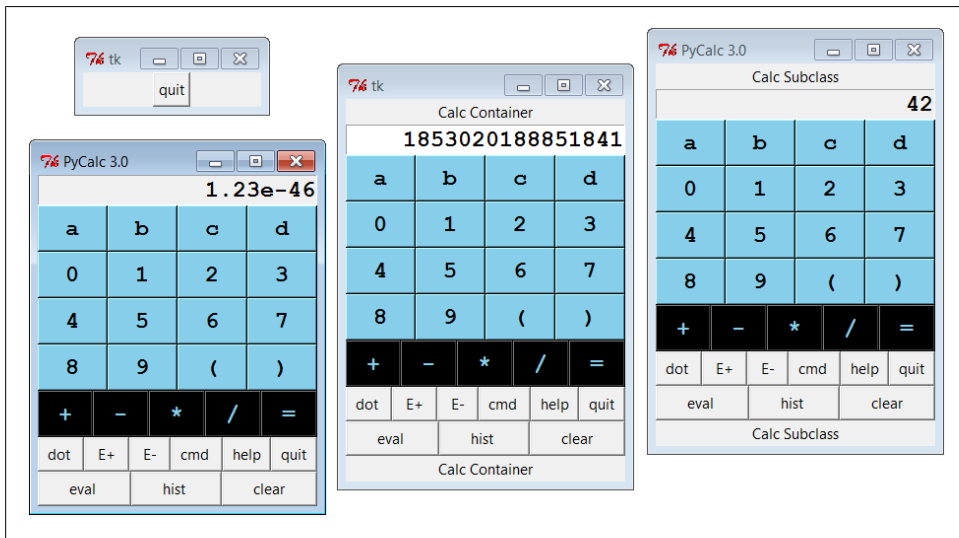 tk
quit
PyCalc 3.0
1.23e-46
a b c d
0 1 2 3
4 5 6 7
8 9 ( )
+ - * / =
dot E+ E- cmd help quit
eval hist clear
tk
Calc Container
1853020188851841
a b c d
0 1 2 3
4 5 6 7
8 9 ( )
+ - * / =
dot E+ E- cmd help quit
eval hist clear
Calc Container
PyCalc 3.0
Calc Subclass
42
a b c d
0 1 2 3
4 5 6 7
8 9 ( )
+ - * / =
dot E+ E- cmd help quit
eval hist clear
Calc Subclass